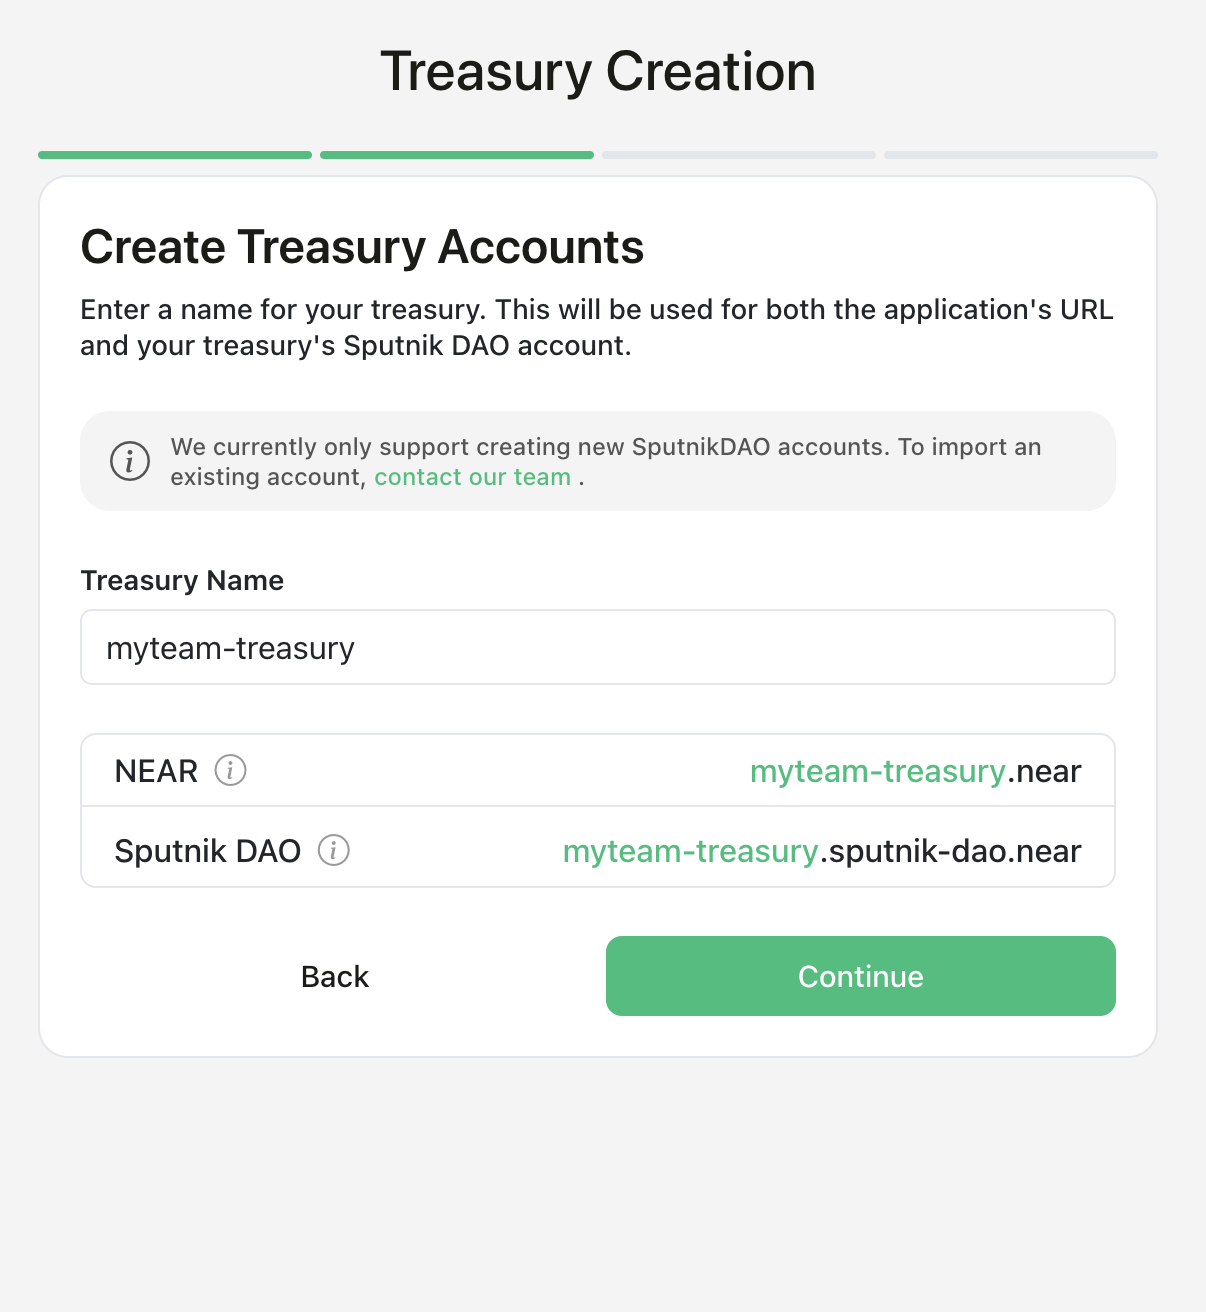 Treasury Creation
Create Treasury Accounts
Enter a name for your treasury. This will be used for both the application's URL
and your treasury's Sputnik DAO account.
We currently only support creating new SputnikDAO accounts. To import an
existing account, contact our team .
Treasury Name
myteam-treasury
NEAR myteam-treasury.near
Sputnik DAO myteam-treasury.sputnik-dao.near
Back Continue